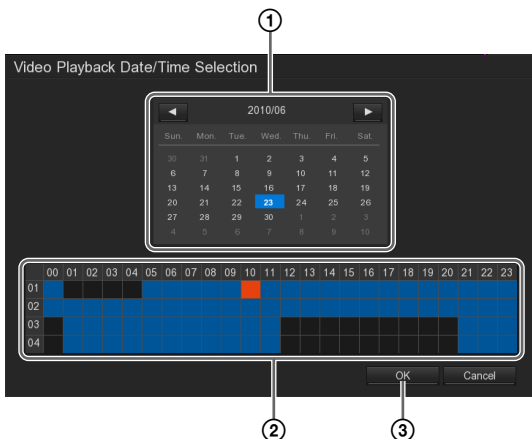 ①
Video Playback Date/Time Selection
◄ 2010/06 ►
Sun. Mon. Tue. Wed. Thu. Fri. Sat.
30 31 1 2 3 4 5
6 7 8 9 10 11 12
13 14 15 16 17 18 19
20 21 22 23 24 25 26
27 28 29 30 1 2 3
4 5 6 7 8 9 10
00 01 02 03 04 05 06 07 08 09 10 11 12 13 14 15 16 17 18 19 20 21 22 23
01
02
03
04
OK Cancel
② ③